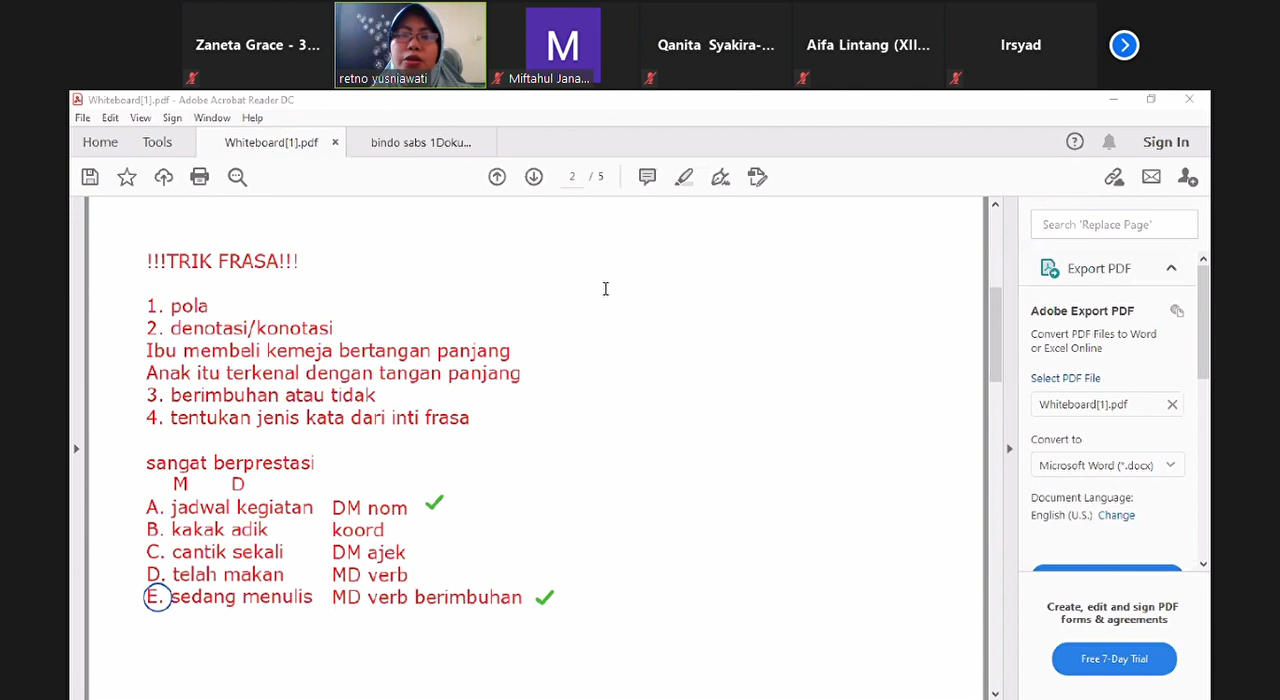 Zaneta Grace - 3...
retno yusniawati
M
Miftahul Jana...
Qanita Syakira-...
Aifa Lintang (XII...
Irsyad
Whiteboard[1].pdf - Adobe Acrobat Reader DC
File Edit View Sign Window Help
Home Tools Whiteboard[1].pdf × bindo sabs 1Doku... Sign In
2 / 5
!!!TRIK FRASA!!!
1. pola
2. denotasi/konotasi
Ibu membeli kemeja bertangan panjang
Anak itu terkenal dengan tangan panjang
3. berimbuhan atau tidak
4. tentukan jenis kata dari inti frasa
sangat berprestasi
M D
A. jadwal kegiatan DM nom
B. kakak adik koord
C. cantik sekali DM ajek
D. telah makan MD verb
E. sedang menulis MD verb berimbuhan
Search 'Replace Page'
Export PDF
Adobe Export PDF
Convert PDF Files to Word
or Excel Online
Select PDF File
Whiteboard[1].pdf
Convert to
Microsoft Word (*.docx)
Document Language:
English (U.S.) Change
Create, edit and sign PDF
forms & agreements
Free 7-Day Trial